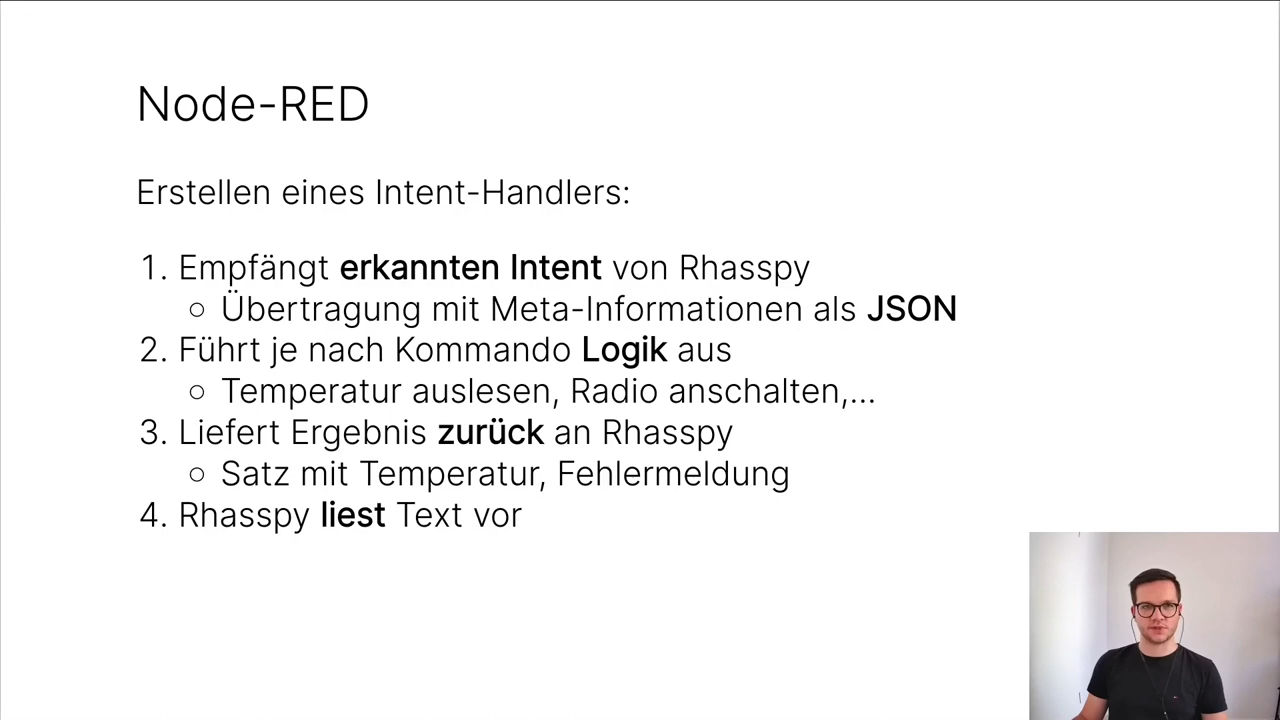 Node-RED
Erstellen eines Intent-Handlers:
1. Empfängt erkannten Intent von Rhasspy
○ Übertragung mit Meta-Informationen als JSON
2. Führt je nach Kommando Logik aus
○ Temperatur auslesen, Radio anschalten,...
3. Liefert Ergebnis zurück an Rhasspy
○ Satz mit Temperatur, Fehlermeldung
4. Rhasspy liest Text vor